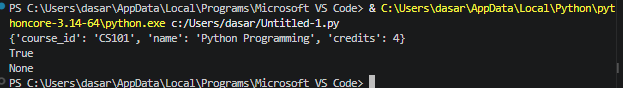 PS C:\Users\dasar\AppData\Local\Programs\Microsoft VS Code> & C:\Users\dasar\AppData\Local\Python\pyt
honcore-3.14-64\python.exe c:/Users/dasar/Untitled-1.py
{'course_id': 'CS101', 'name': 'Python Programming', 'credits': 4}
True
None
PS C:\Users\dasar\AppData\Local\Programs\Microsoft VS Code>